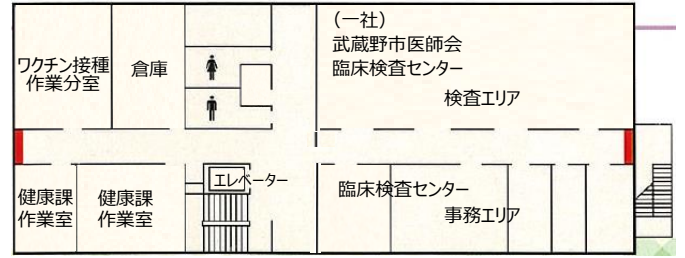 ワクチン接種
作業分室
倉庫
(一社)
武蔵野市医師会
臨床検査センター
検査エリア
健康課
作業室
健康課
作業室
エレベーター
臨床検査センター
事務エリア